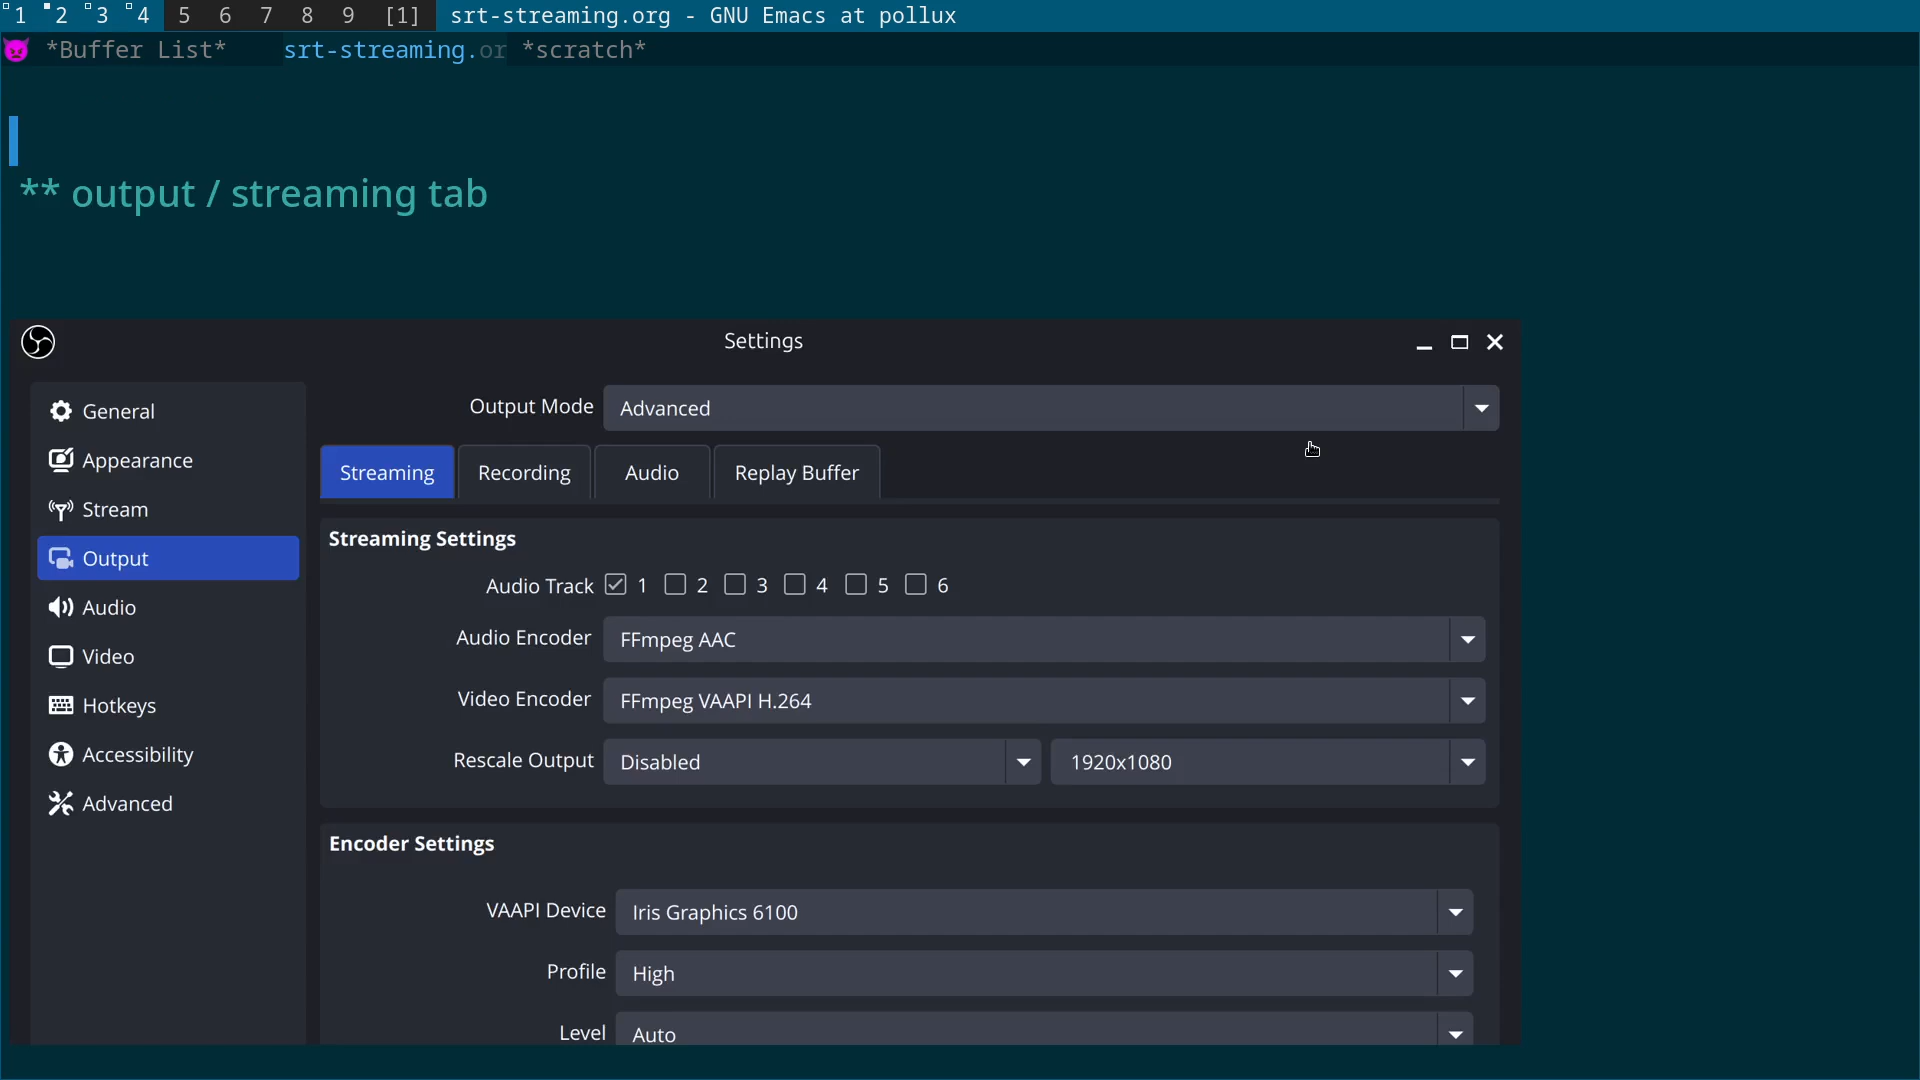 1 2 3 4 5 6 7 8 9 [1] srt-streaming.org - GNU Emacs at pollux
*Buffer List* srt-streaming.or *scratch*
** output / streaming tab
Settings
General
Appearance
Stream
Output
Audio
Video
Hotkeys
Accessibility
Advanced
Output Mode Advanced
Streaming Recording Audio Replay Buffer
Streaming Settings
Audio Track 1 2 3 4 5 6
Audio Encoder FFmpeg AAC
Video Encoder FFmpeg VAAPI H.264
Rescale Output Disabled 1920x1080
Encoder Settings
VAAPI Device Iris Graphics 6100
Profile High
Level Auto